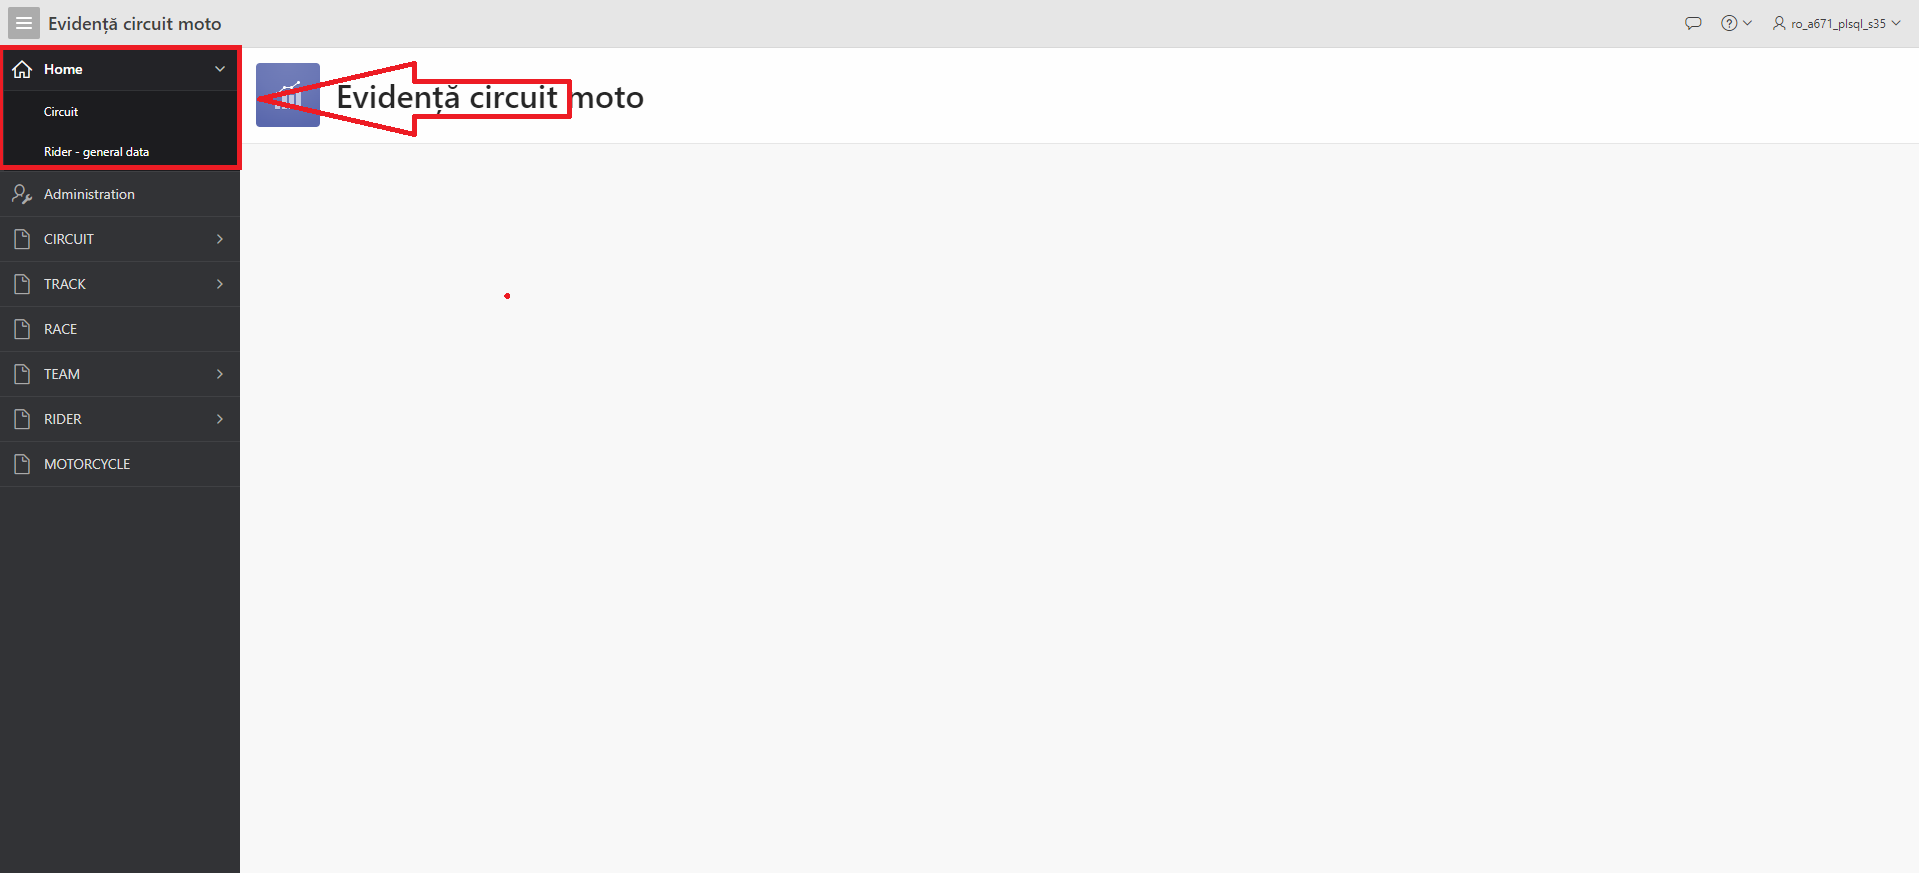 Evidență circuit moto
ro_a671_plsql_s35
Home
Circuit
Rider - general data
Administration
CIRCUIT
TRACK
RACE
TEAM
RIDER
MOTORCYCLE
Evidență circuit moto